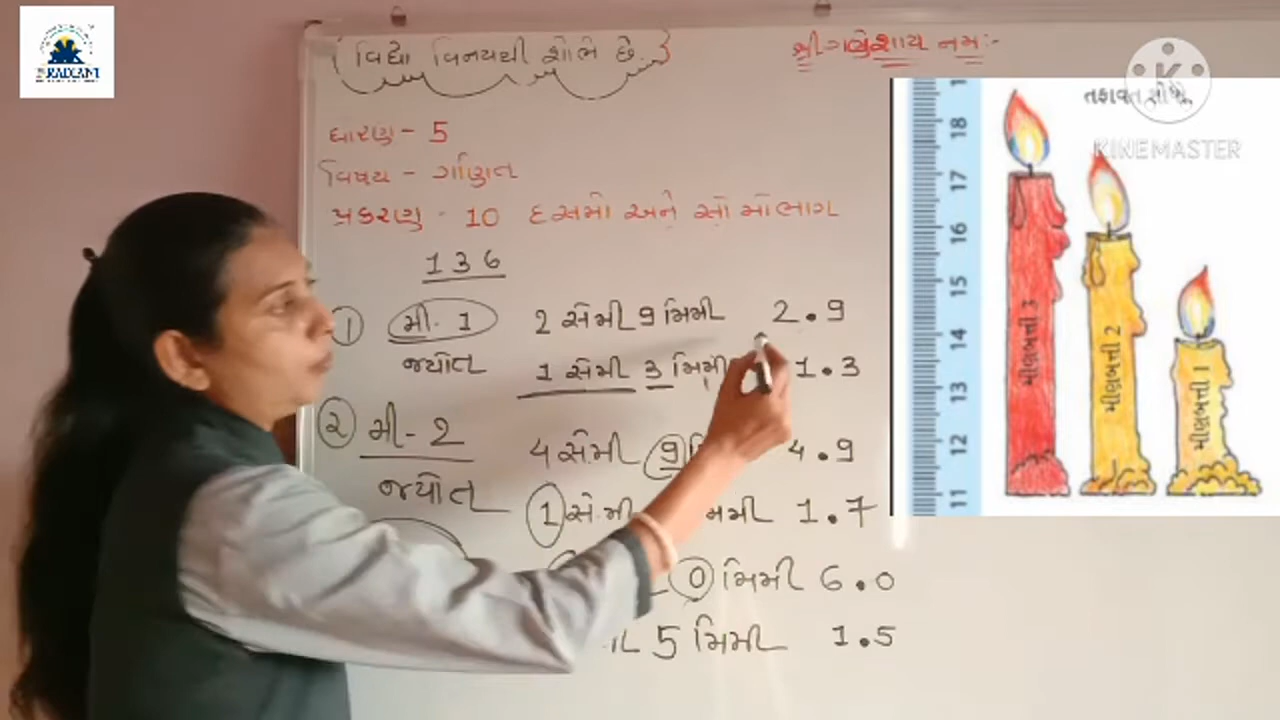 RADIANT
વિદ્યા વિનયથી શોભે છે.
શ્રી ગણેશાય નમઃ-
ધોરણ - 5
વિષય - ગણિત
પ્રકરણ - 10 દસમો અને સોમોભાગ
136
① મી. 1 2 સેમી 9 મિમી 2.9
જ્યોત 1 સેમી 3 મિમી 1.3
② મી - 2 4 સેમી 9 4.9
જ્યોત 1 સે.મી મિમી 1.7
0 મિમી 6.0
5 મિમી 1.5
તફાવત શોધો.
KINEMASTER
18
17
16
15
14
13
12
11
મીણબત્તી 3
મીણબત્તી 2
મીણબત્તી 1